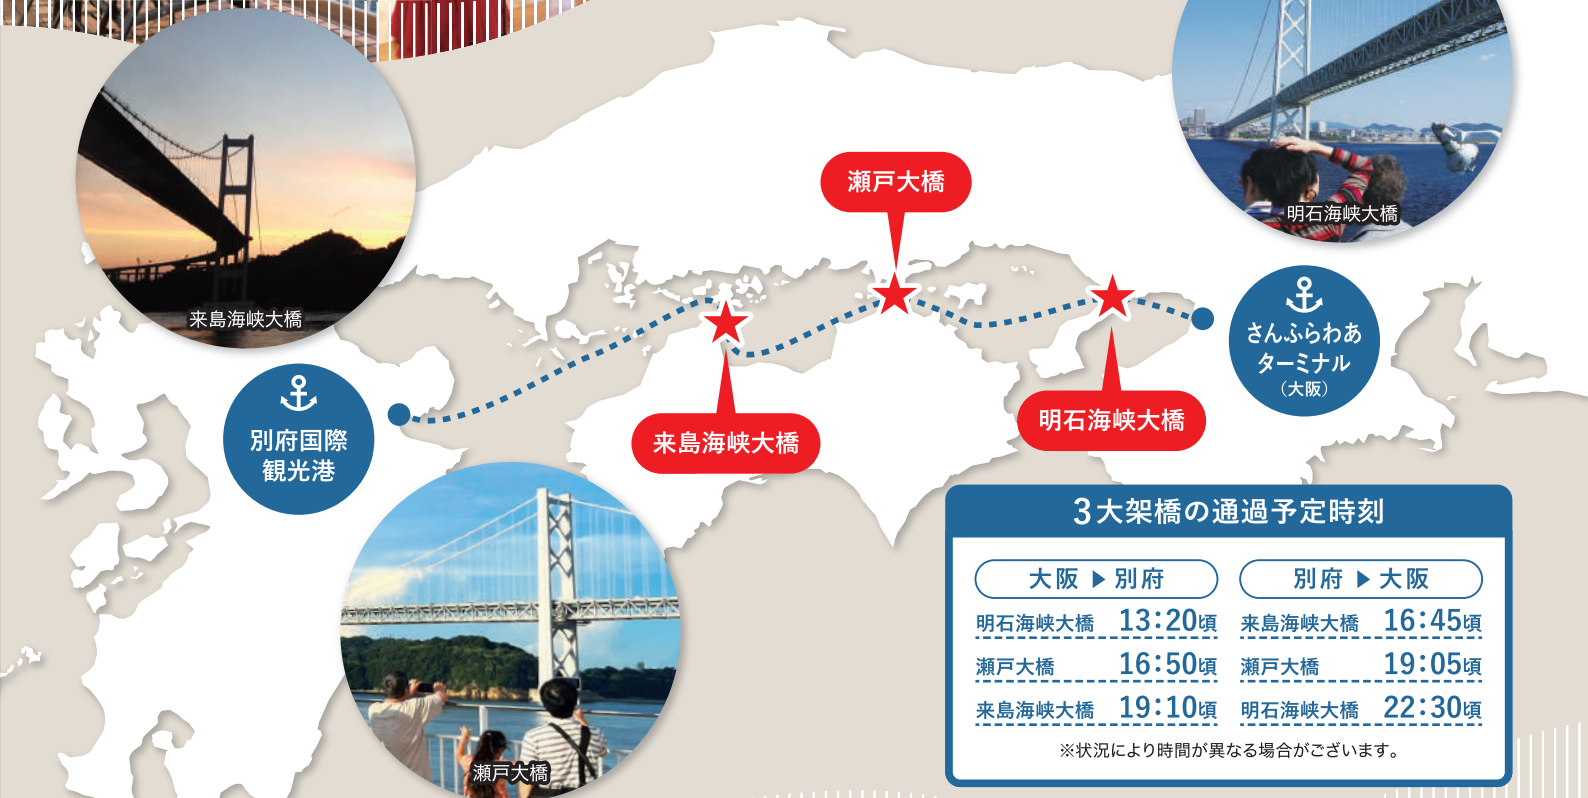 来島海峡大橋
明石海峡大橋
瀬戸大橋
さんふらわあ
ターミナル
（大阪）
別府国際
観光港
来島海峡大橋
明石海峡大橋
瀬戸大橋
3大架橋の通過予定時刻
大阪 ▶ 別府
明石海峡大橋 13：20頃
瀬戸大橋 16：50頃
来島海峡大橋 19：10頃
別府 ▶ 大阪
来島海峡大橋 16：45頃
瀬戸大橋 19：05頃
明石海峡大橋 22：30頃
※状況により時間が異なる場合がございます。